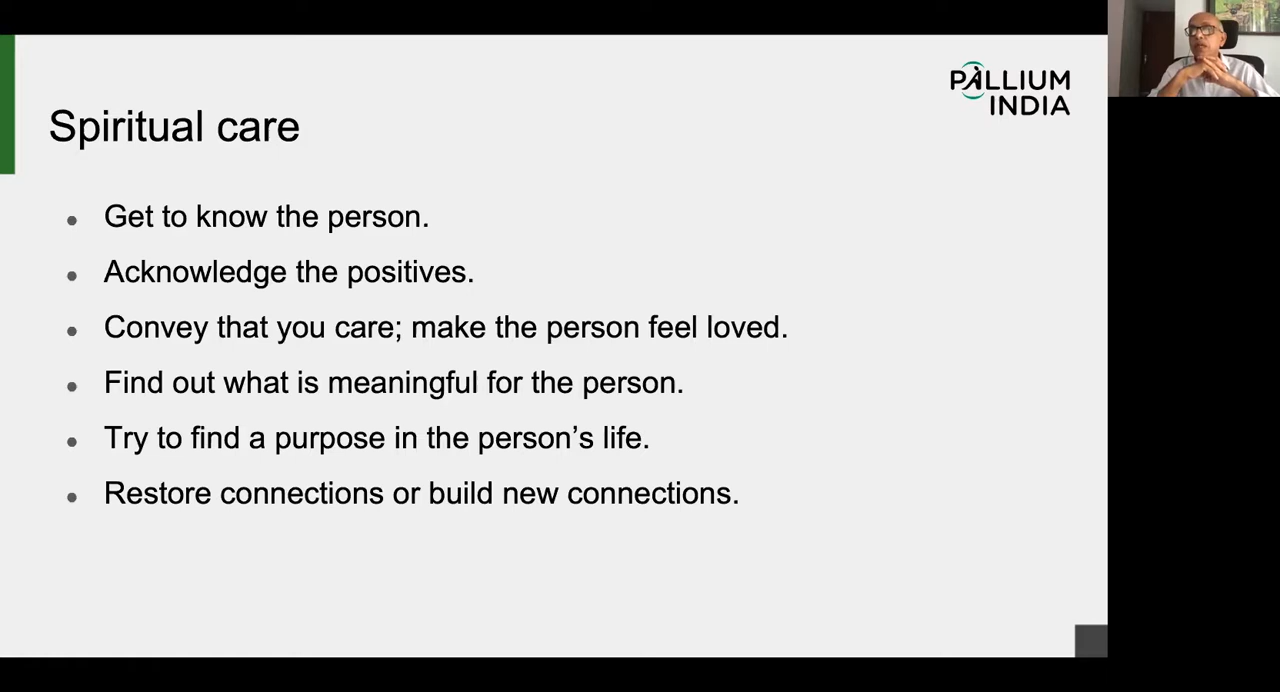 PALLIUM
INDIA
Spiritual care
Get to know the person.
Acknowledge the positives.
Convey that you care; make the person feel loved.
Find out what is meaningful for the person.
Try to find a purpose in the person’s life.
Restore connections or build new connections.